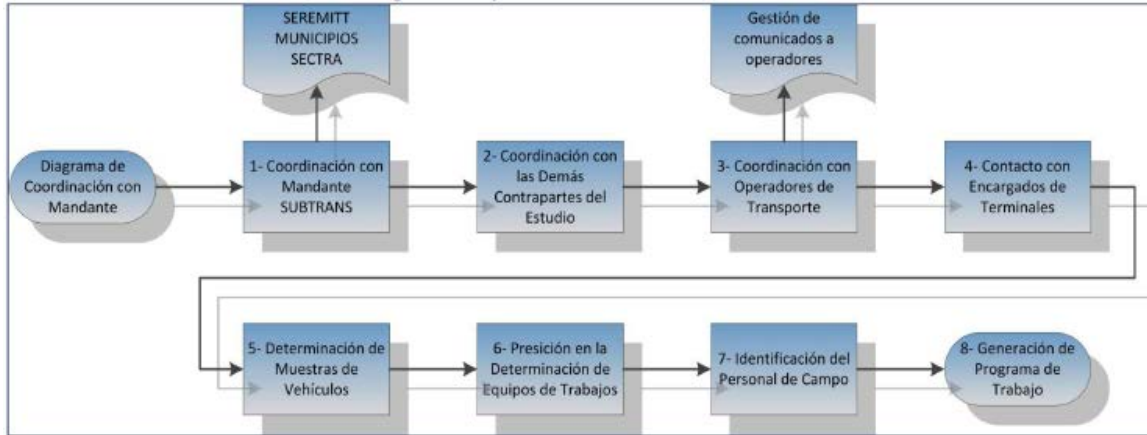 SEREMITT
MUNICIPIOS
SECTRA
Gestión de
comunicados a
operadores
Diagrama de
Coordinación con
Mandante
1- Coordinación con
Mandante
SUBTRANS
2- Coordinación con
las Demás
Contrapartes del
Estudio
3- Coordinación con
Operadores de
Transporte
4- Contacto con
Encargados de
Terminales
5- Determinación de
Muestras de
Vehículos
6- Presición en la
Determinación de
Equipos de Trabajos
7- Identificación del
Personal de Campo
8- Generación de
Programa de
Trabajo